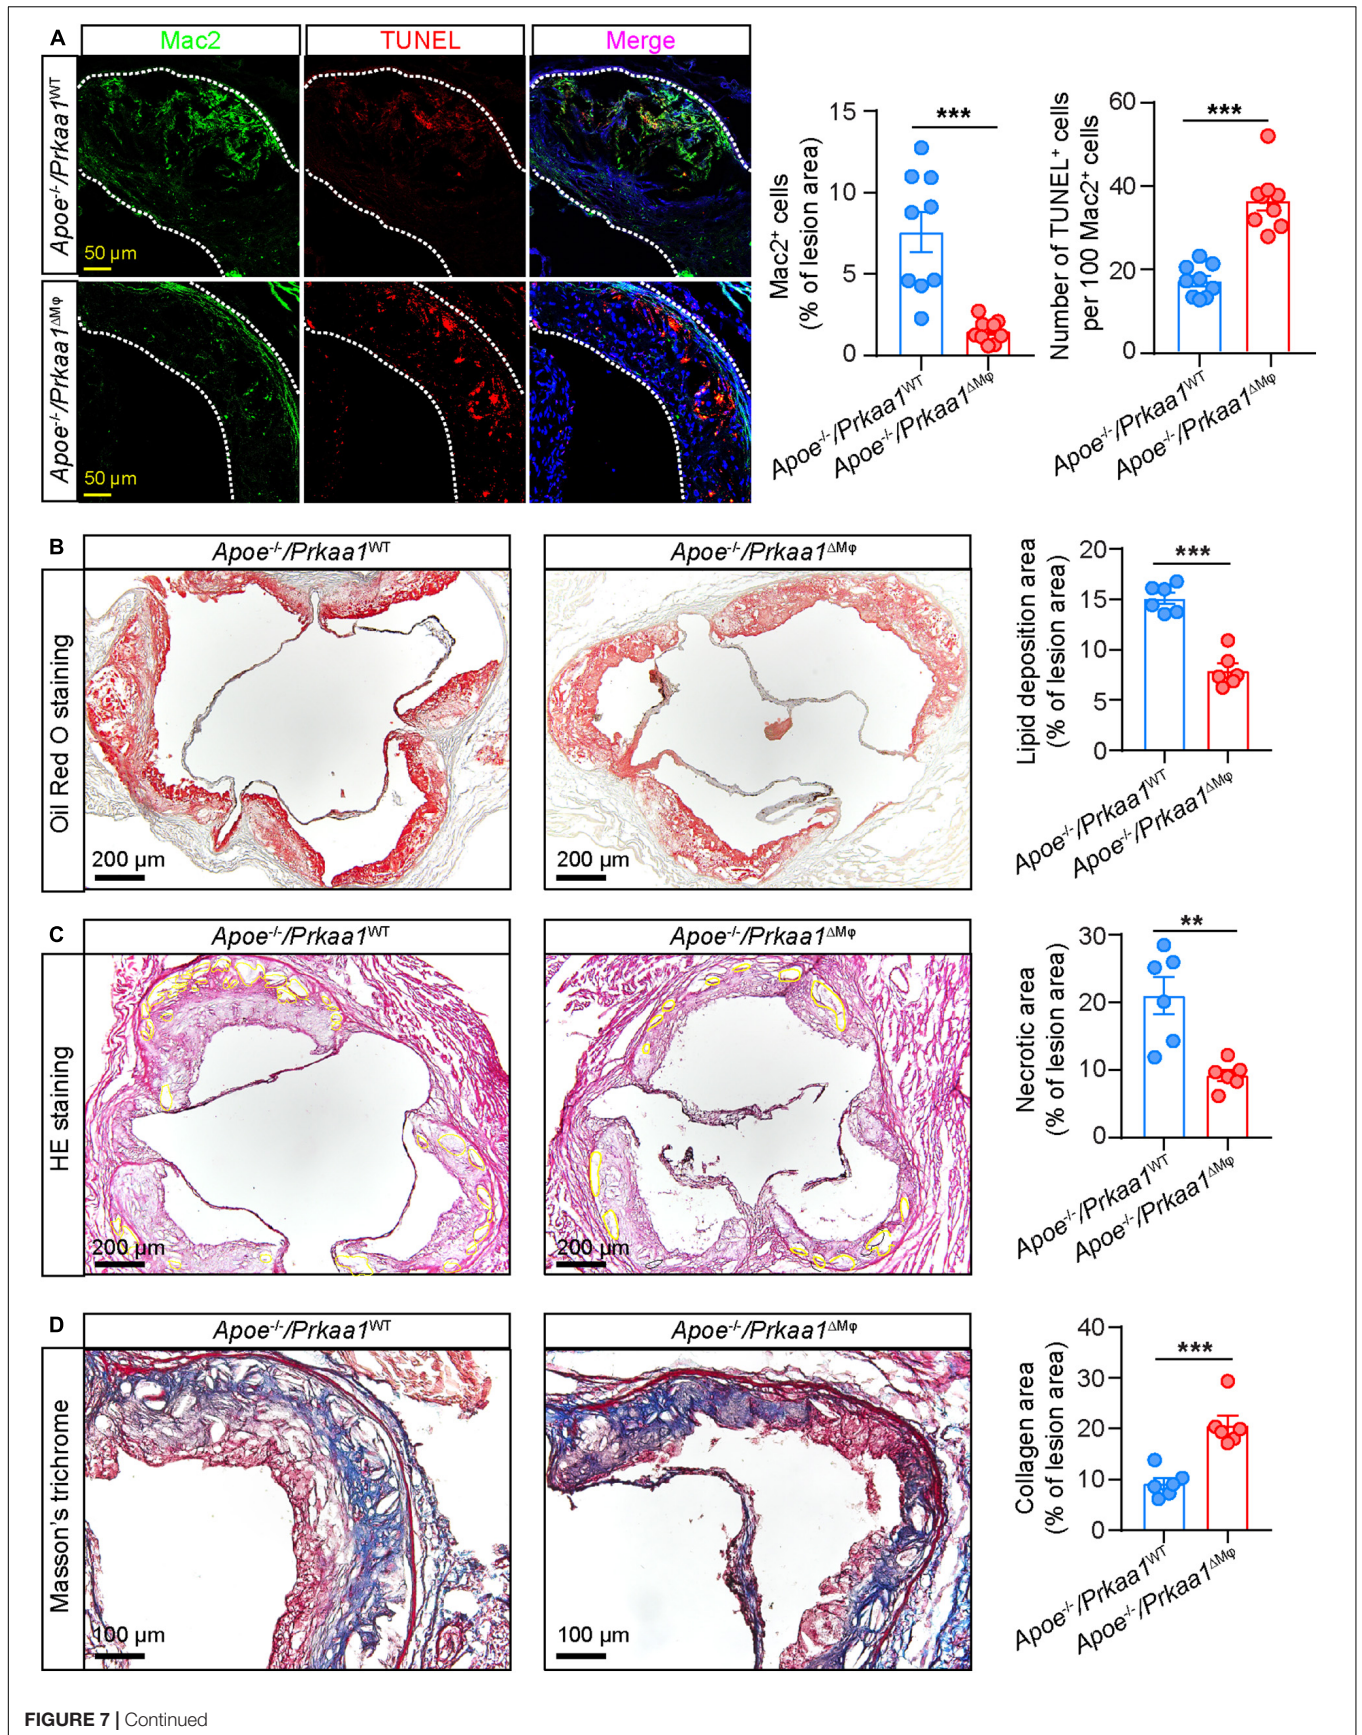 A
Mac2
TUNEL
Merge
Apoe-/-/Prkaa1WT
50 µm
Apoe-/-/Prkaa1ΔMφ
50 µm
15
10
5
0
Mac2+ cells
(% of lesion area)
***
Apoe-/-/Prkaa1WT
Apoe-/-/Prkaa1ΔMφ
60
40
20
0
Number of TUNEL+ cells
per 100 Mac2+ cells
***
Apoe-/-/Prkaa1WT
Apoe-/-/Prkaa1ΔMφ
B
Apoe-/-/Prkaa1WT
Apoe-/-/Prkaa1ΔMφ
Oil Red O staining
200 µm
200 µm
20
15
10
5
0
Lipid deposition area
(% of lesion area)
***
Apoe-/-/Prkaa1WT
Apoe-/-/Prkaa1ΔMφ
C
Apoe-/-/Prkaa1WT
Apoe-/-/Prkaa1ΔMφ
HE staining
200 µm
200 µm
30
20
10
0
Necrotic area
(% of lesion area)
**
Apoe-/-/Prkaa1WT
Apoe-/-/Prkaa1ΔMφ
D
Apoe-/-/Prkaa1WT
Apoe-/-/Prkaa1ΔMφ
Masson's trichrome
100 µm
100 µm
40
30
20
10
0
Collagen area
(% of lesion area)
***
Apoe-/-/Prkaa1WT
Apoe-/-/Prkaa1ΔMφ
FIGURE 7 | Continued